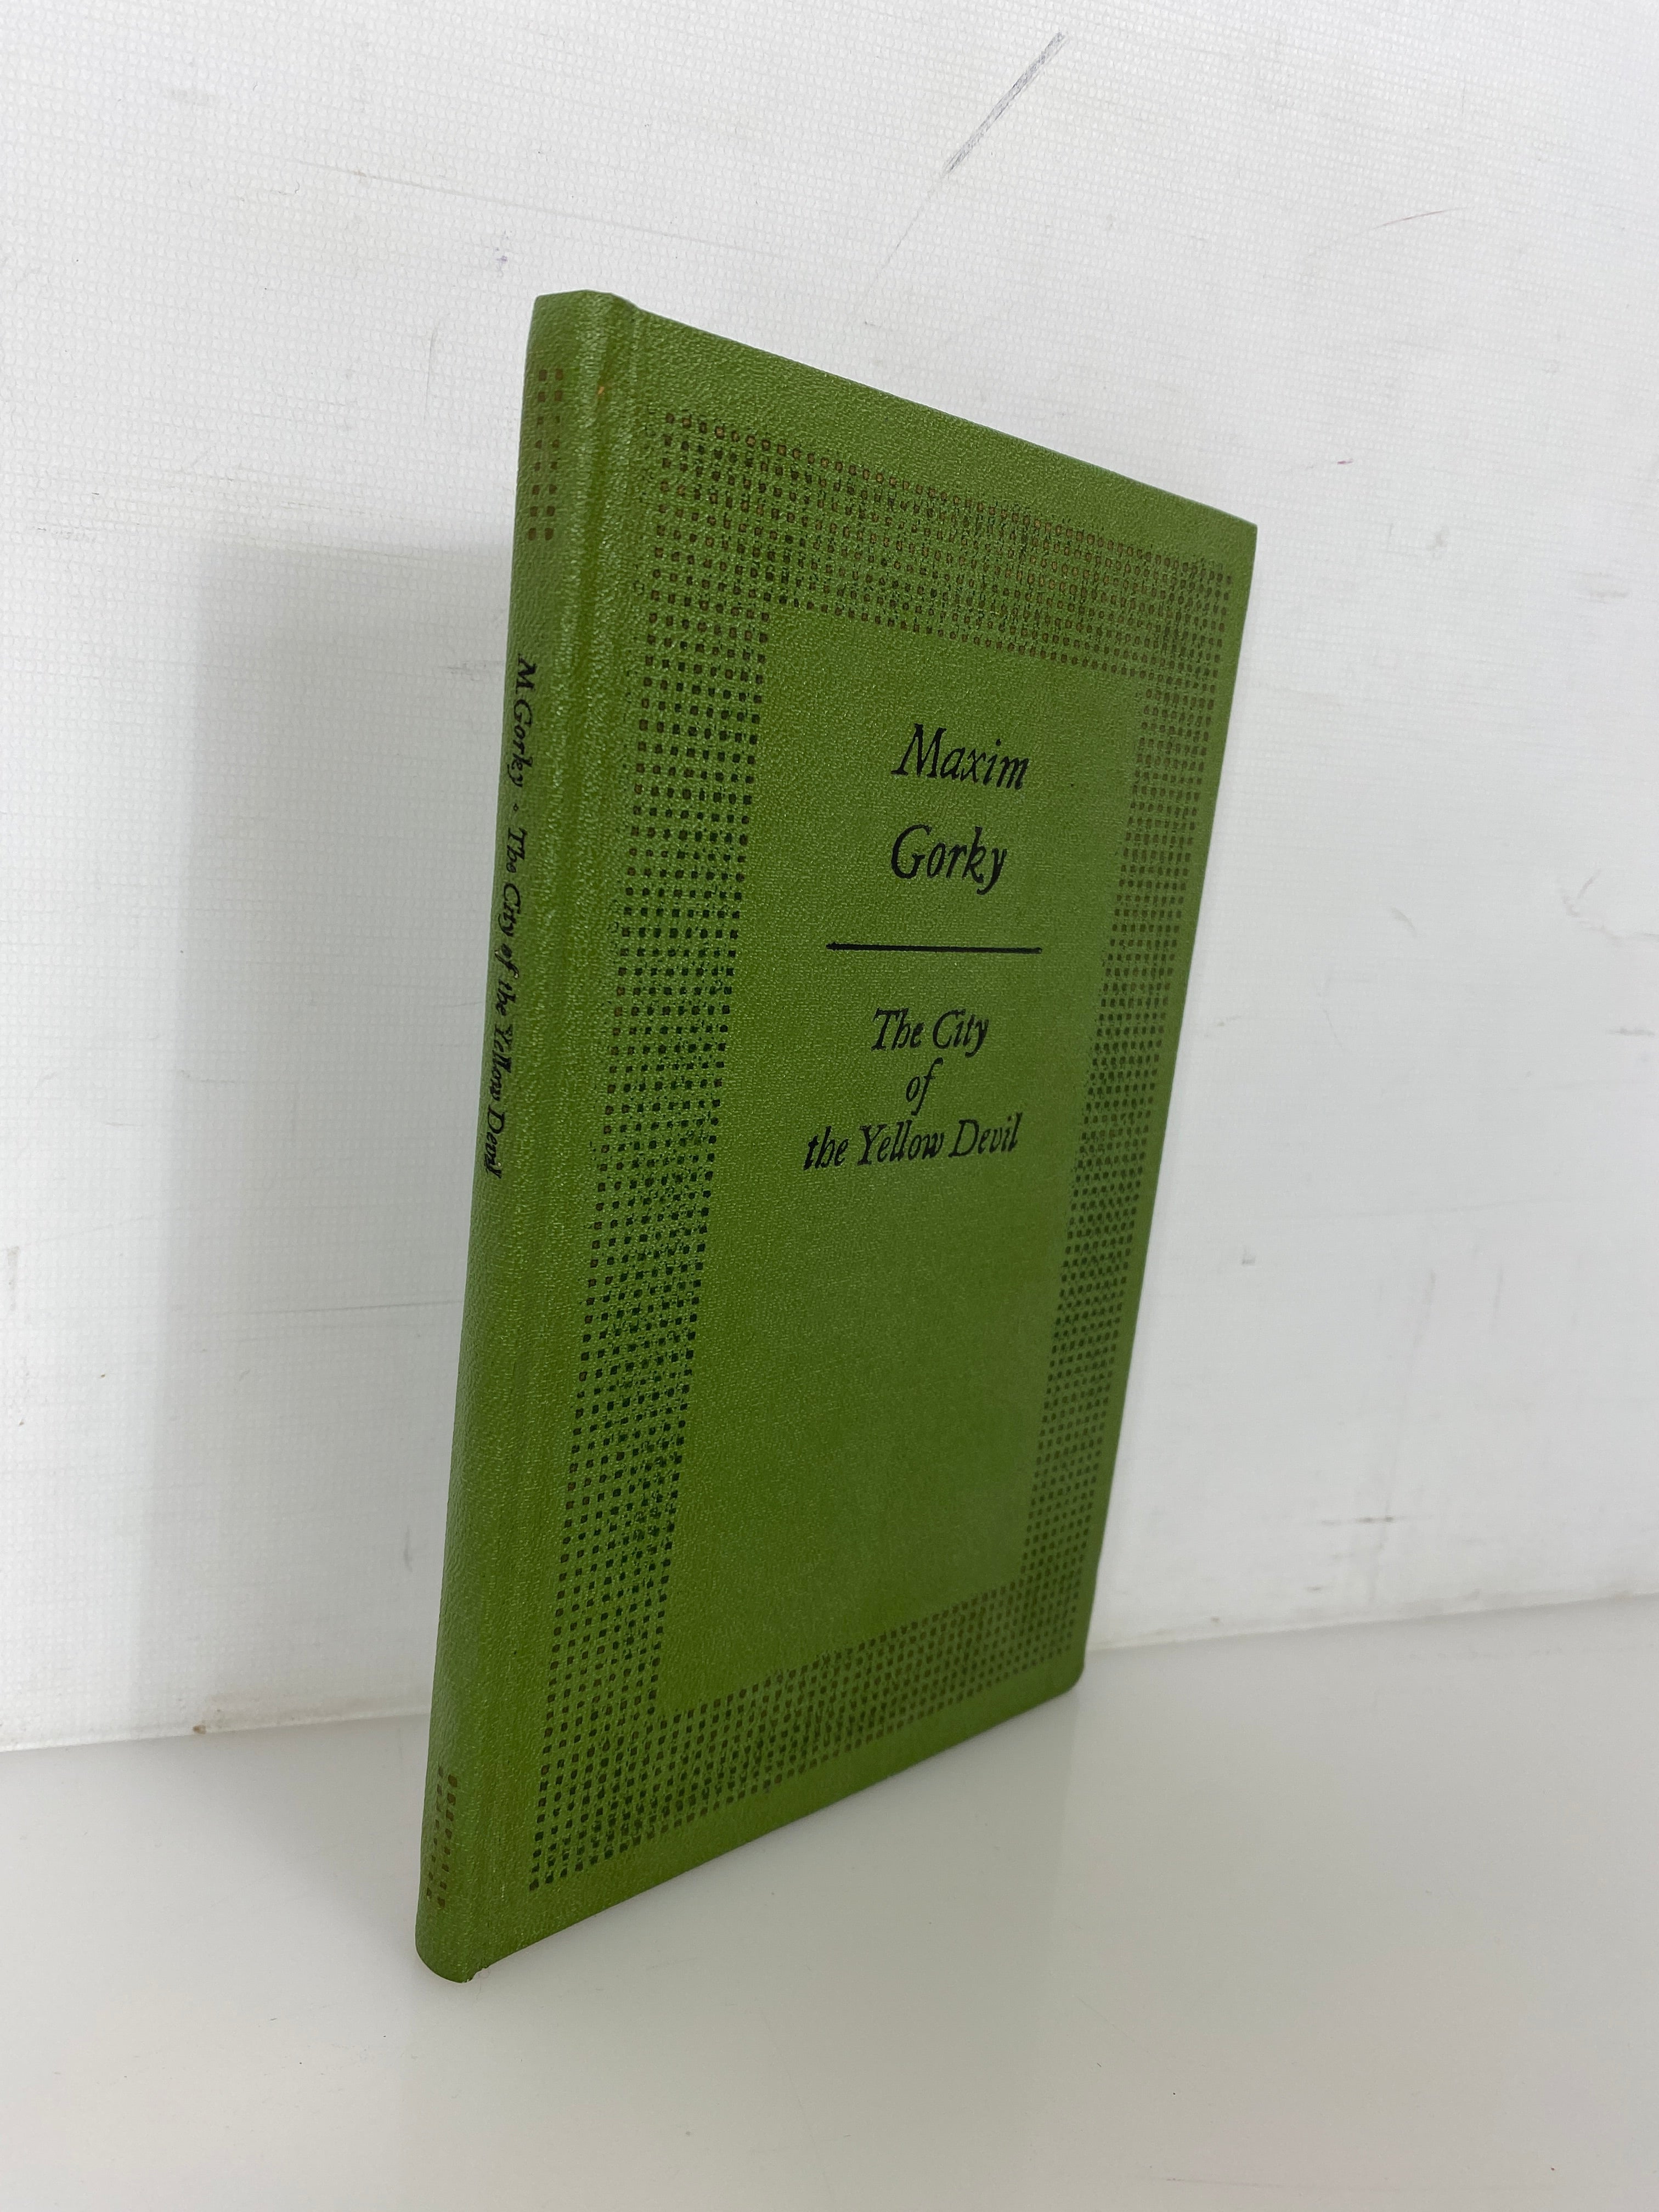 M. Gorky • The City of the Yellow Devil
Maxim
Gorky
The City
of
the Yellow Devil